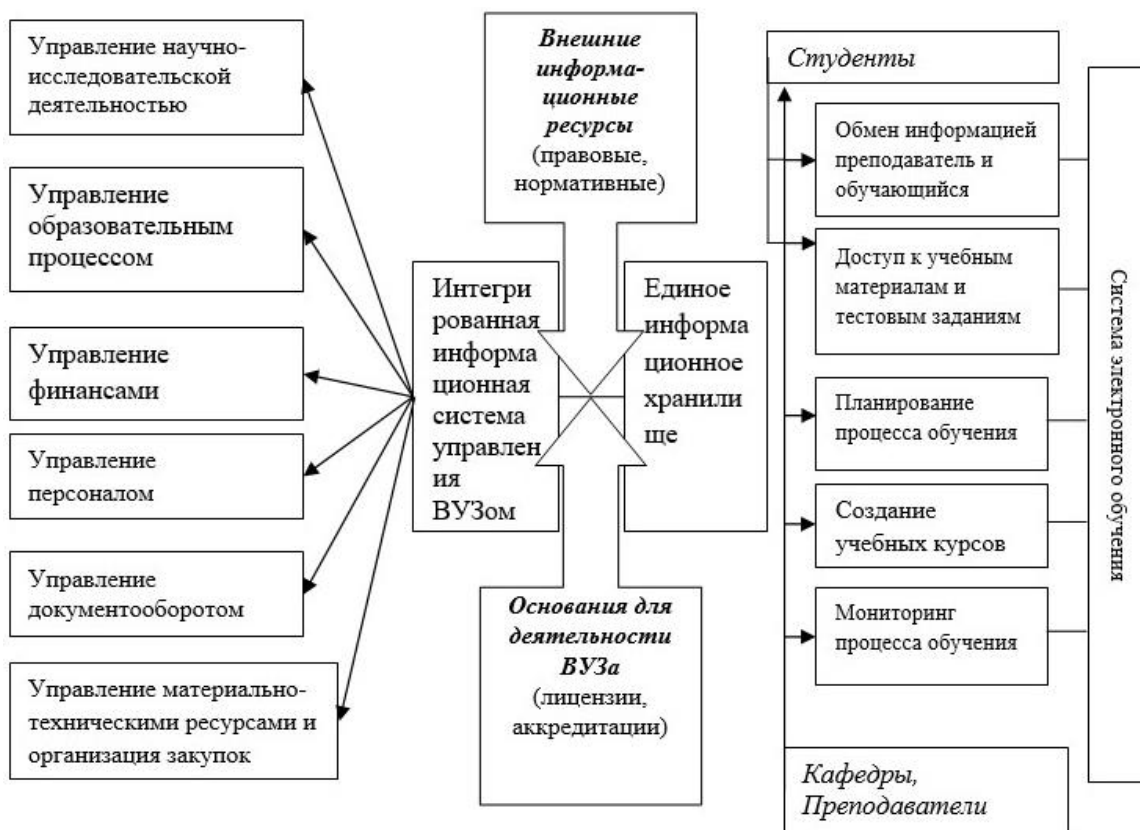 Управление научно-
исследовательской
деятельностью
Управление
образовательным
процессом
Управление
финансами
Управление
персоналом
Управление
документооборотом
Управление материально-
техническими ресурсами и
организация закупок
Интегри
рованная
информа
ционная
система
управлен
ия
ВУЗом
Внешние
информа-
ционные
ресурсы
(правовые,
нормативные)
Основания для
деятельности
ВУЗа
(лицензии,
аккредитации)
Единое
информа
ционное
хранили
ще
Студенты
Обмен информацией
преподаватель и
обучающийся
Доступ к учебным
материалам и
тестовым заданиям
Планирование
процесса обучения
Создание
учебных курсов
Мониторинг
процесса обучения
Кафедры,
Преподаватели
Система электронного обучения